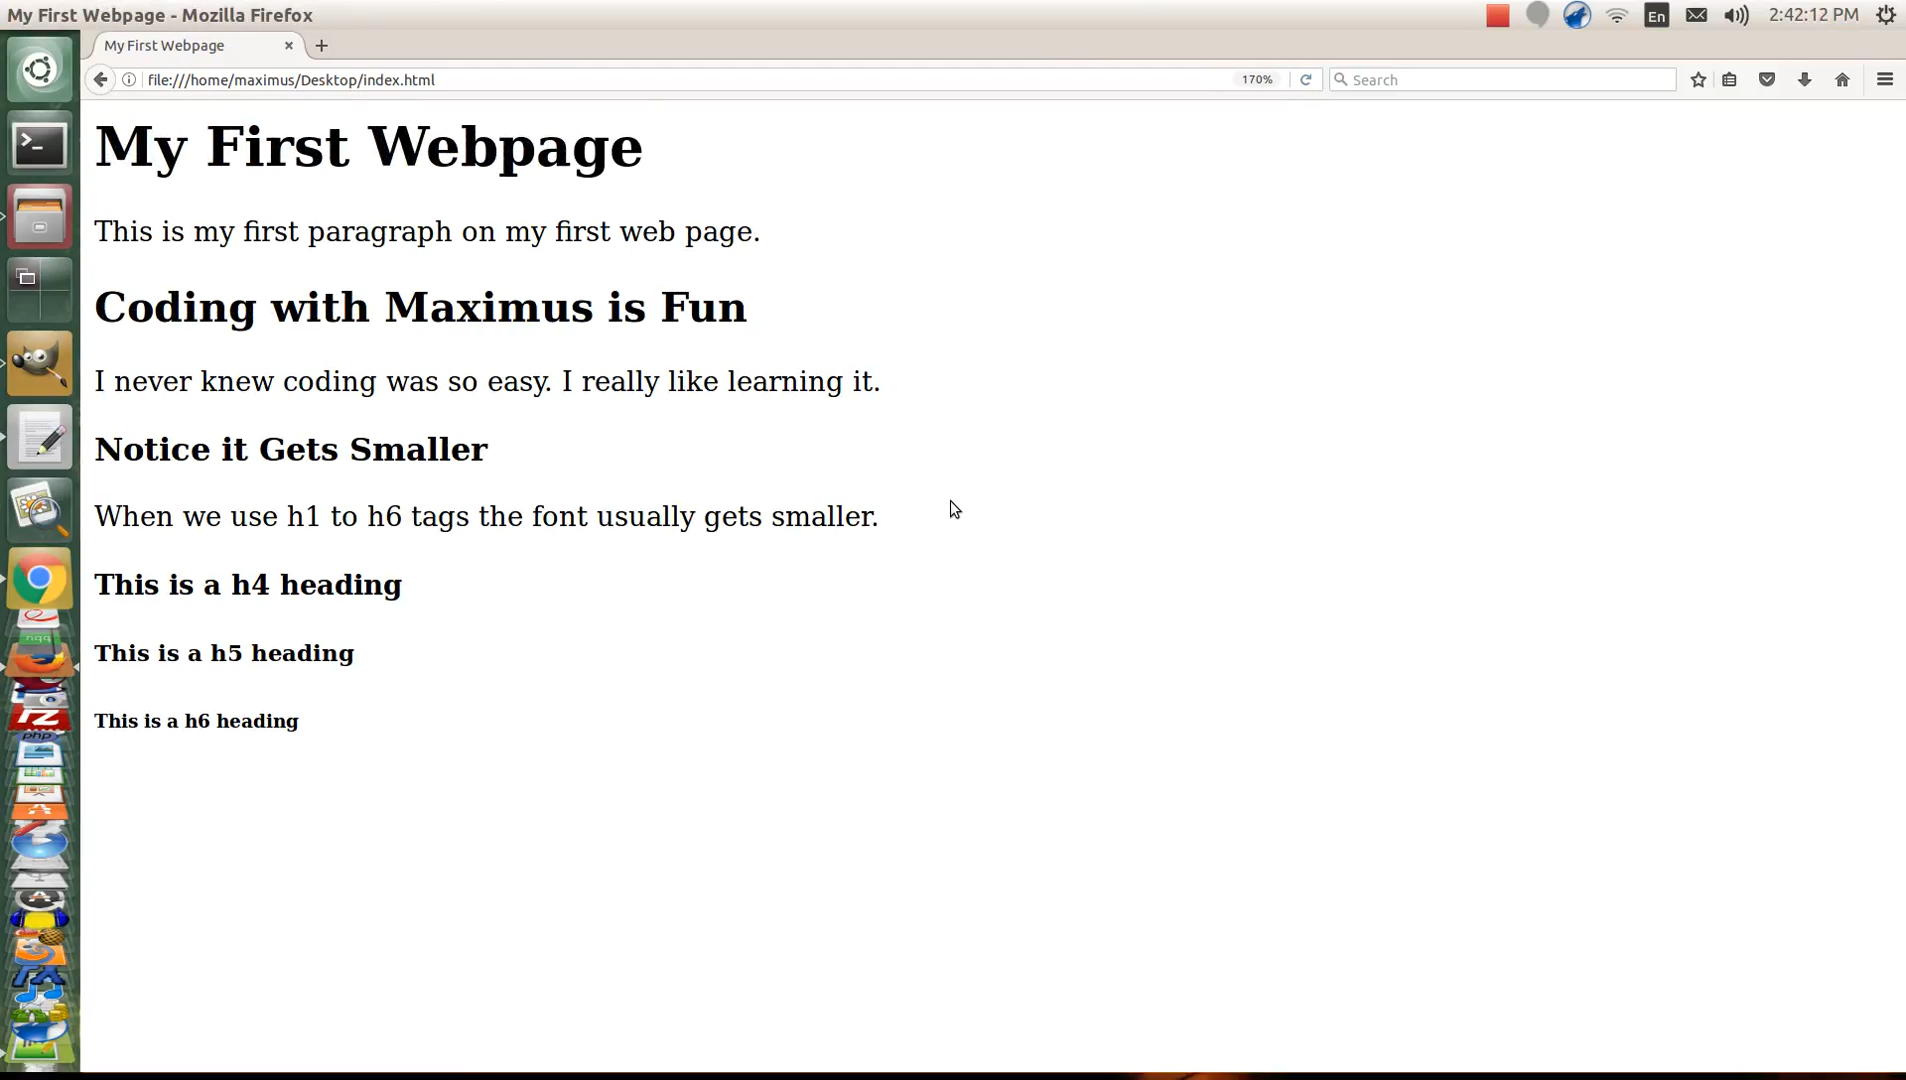 My First Webpage - Mozilla Firefox
En
2:42:12 PM
My First Webpage
file:///home/maximus/Desktop/index.html
170%
Search
My First Webpage
This is my first paragraph on my first web page.
Coding with Maximus is Fun
I never knew coding was so easy. I really like learning it.
Notice it Gets Smaller
When we use h1 to h6 tags the font usually gets smaller.
This is a h4 heading
This is a h5 heading
This is a h6 heading
php